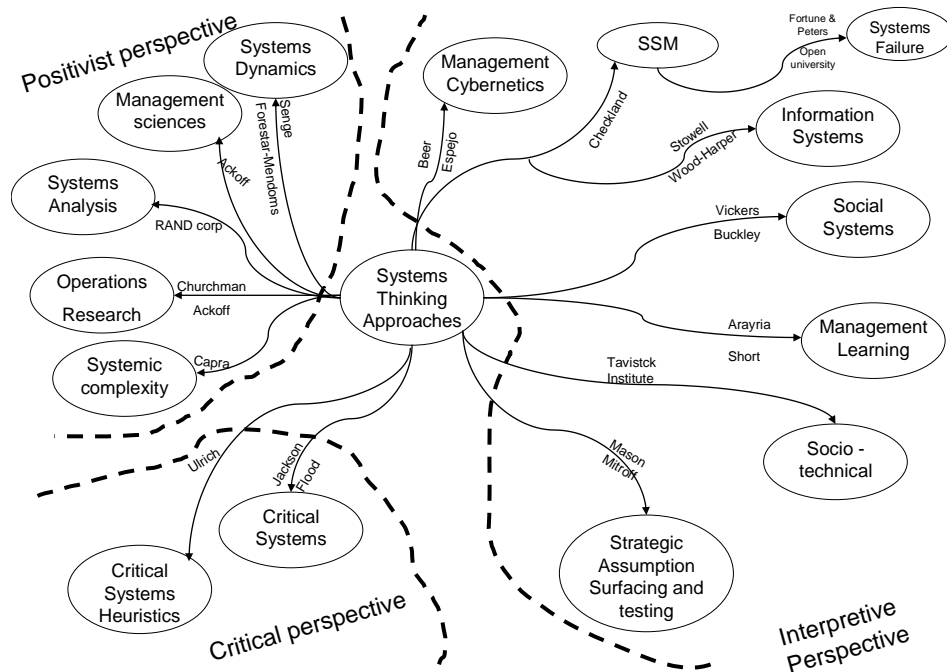 Positivist perspective
Systems
Dynamics
Management
sciences
Systems
Analysis
Operations
Research
Systemic
complexity
Senge
Forestar-Mendoms
Ackoff
RAND corp
Churchman
Ackoff
Capra
Management
Cybernetics
Beer
Espejo
SSM
Checkland
Fortune &
Peters
Open
university
Systems
Failure
Stowell
Wood-Harper
Information
Systems
Vickers
Buckley
Social
Systems
Systems
Thinking
Approaches
Arayria
Short
Management
Learning
Tavistck
Institute
Socio -
technical
Mason
Mitroff
Strategic
Assumption
Surfacing and
testing
Ulrich
Jackson
Flood
Critical
Systems
Critical
Systems
Heuristics
Critical perspective
Interpretive
Perspective